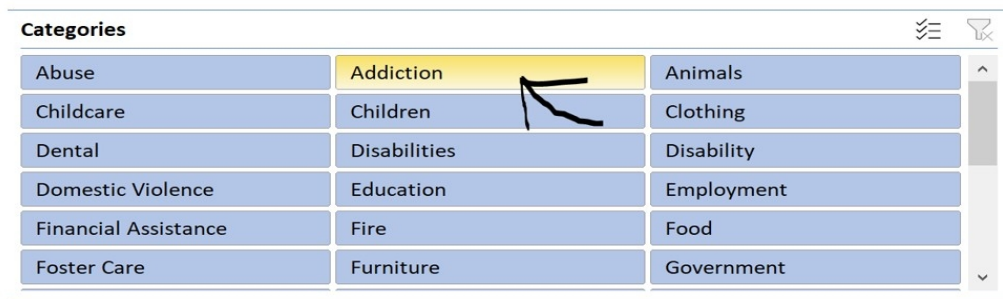 Categories
Abuse Addiction Animals
Childcare Children Clothing
Dental Disabilities Disability
Domestic Violence Education Employment
Financial Assistance Fire Food
Foster Care Furniture Government